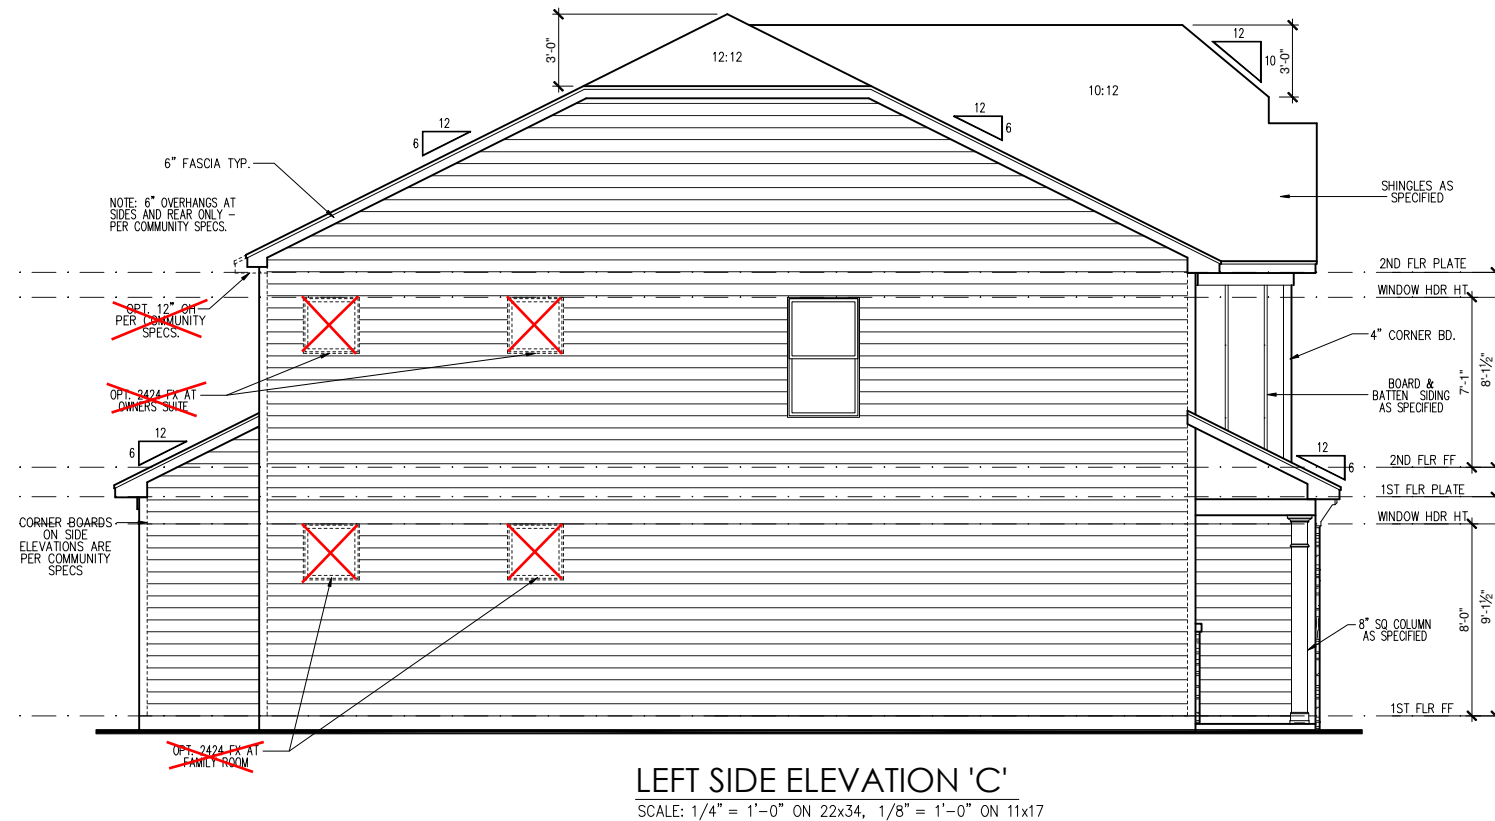 3'-0"
12:12
12
6
12
6
10:12
12
10
3'-0"
6" FASCIA TYP.
NOTE: 6" OVERHANGS AT
SIDES AND REAR ONLY –
PER COMMUNITY SPECS.
SHINGLES AS
SPECIFIED
2ND FLR PLATE
WINDOW HDR HT
OPT. 12" OH
PER COMMUNITY
SPECS.
4" CORNER BD.
OPT. 2424 FX AT
OWNERS SUITE
BOARD &
BATTEN SIDING
AS SPECIFIED
7'-1"
8'-1½"
12
6
12
6
2ND FLR FF
1ST FLR PLATE
WINDOW HDR HT
CORNER BOARDS
ON SIDE
ELEVATIONS ARE
PER COMMUNITY
SPECS
8" SQ COLUMN
AS SPECIFIED
8'-0"
9'-1½"
1ST FLR FF
OPT. 2424 FX AT
FAMILY ROOM
LEFT SIDE ELEVATION 'C'
SCALE: 1/4" = 1'-0" ON 22x34, 1/8" = 1'-0" ON 11x17